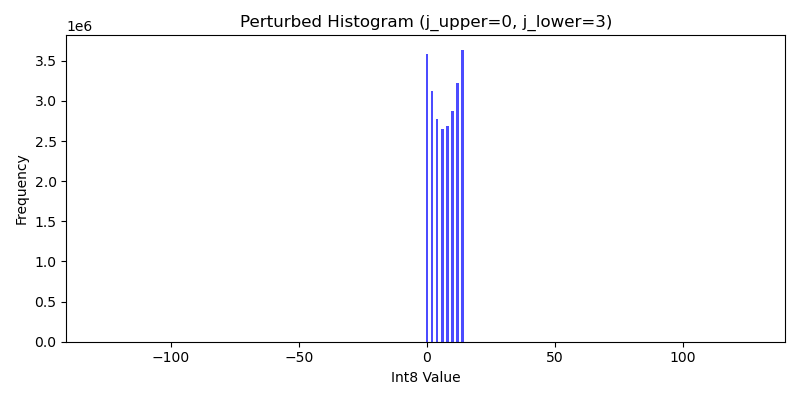 Perturbed Histogram (j_upper=0, j_lower=3)
1e6
3.5
3.0
2.5
2.0
1.5
1.0
0.5
0.0
Frequency
−100 −50 0 50 100
Int8 Value